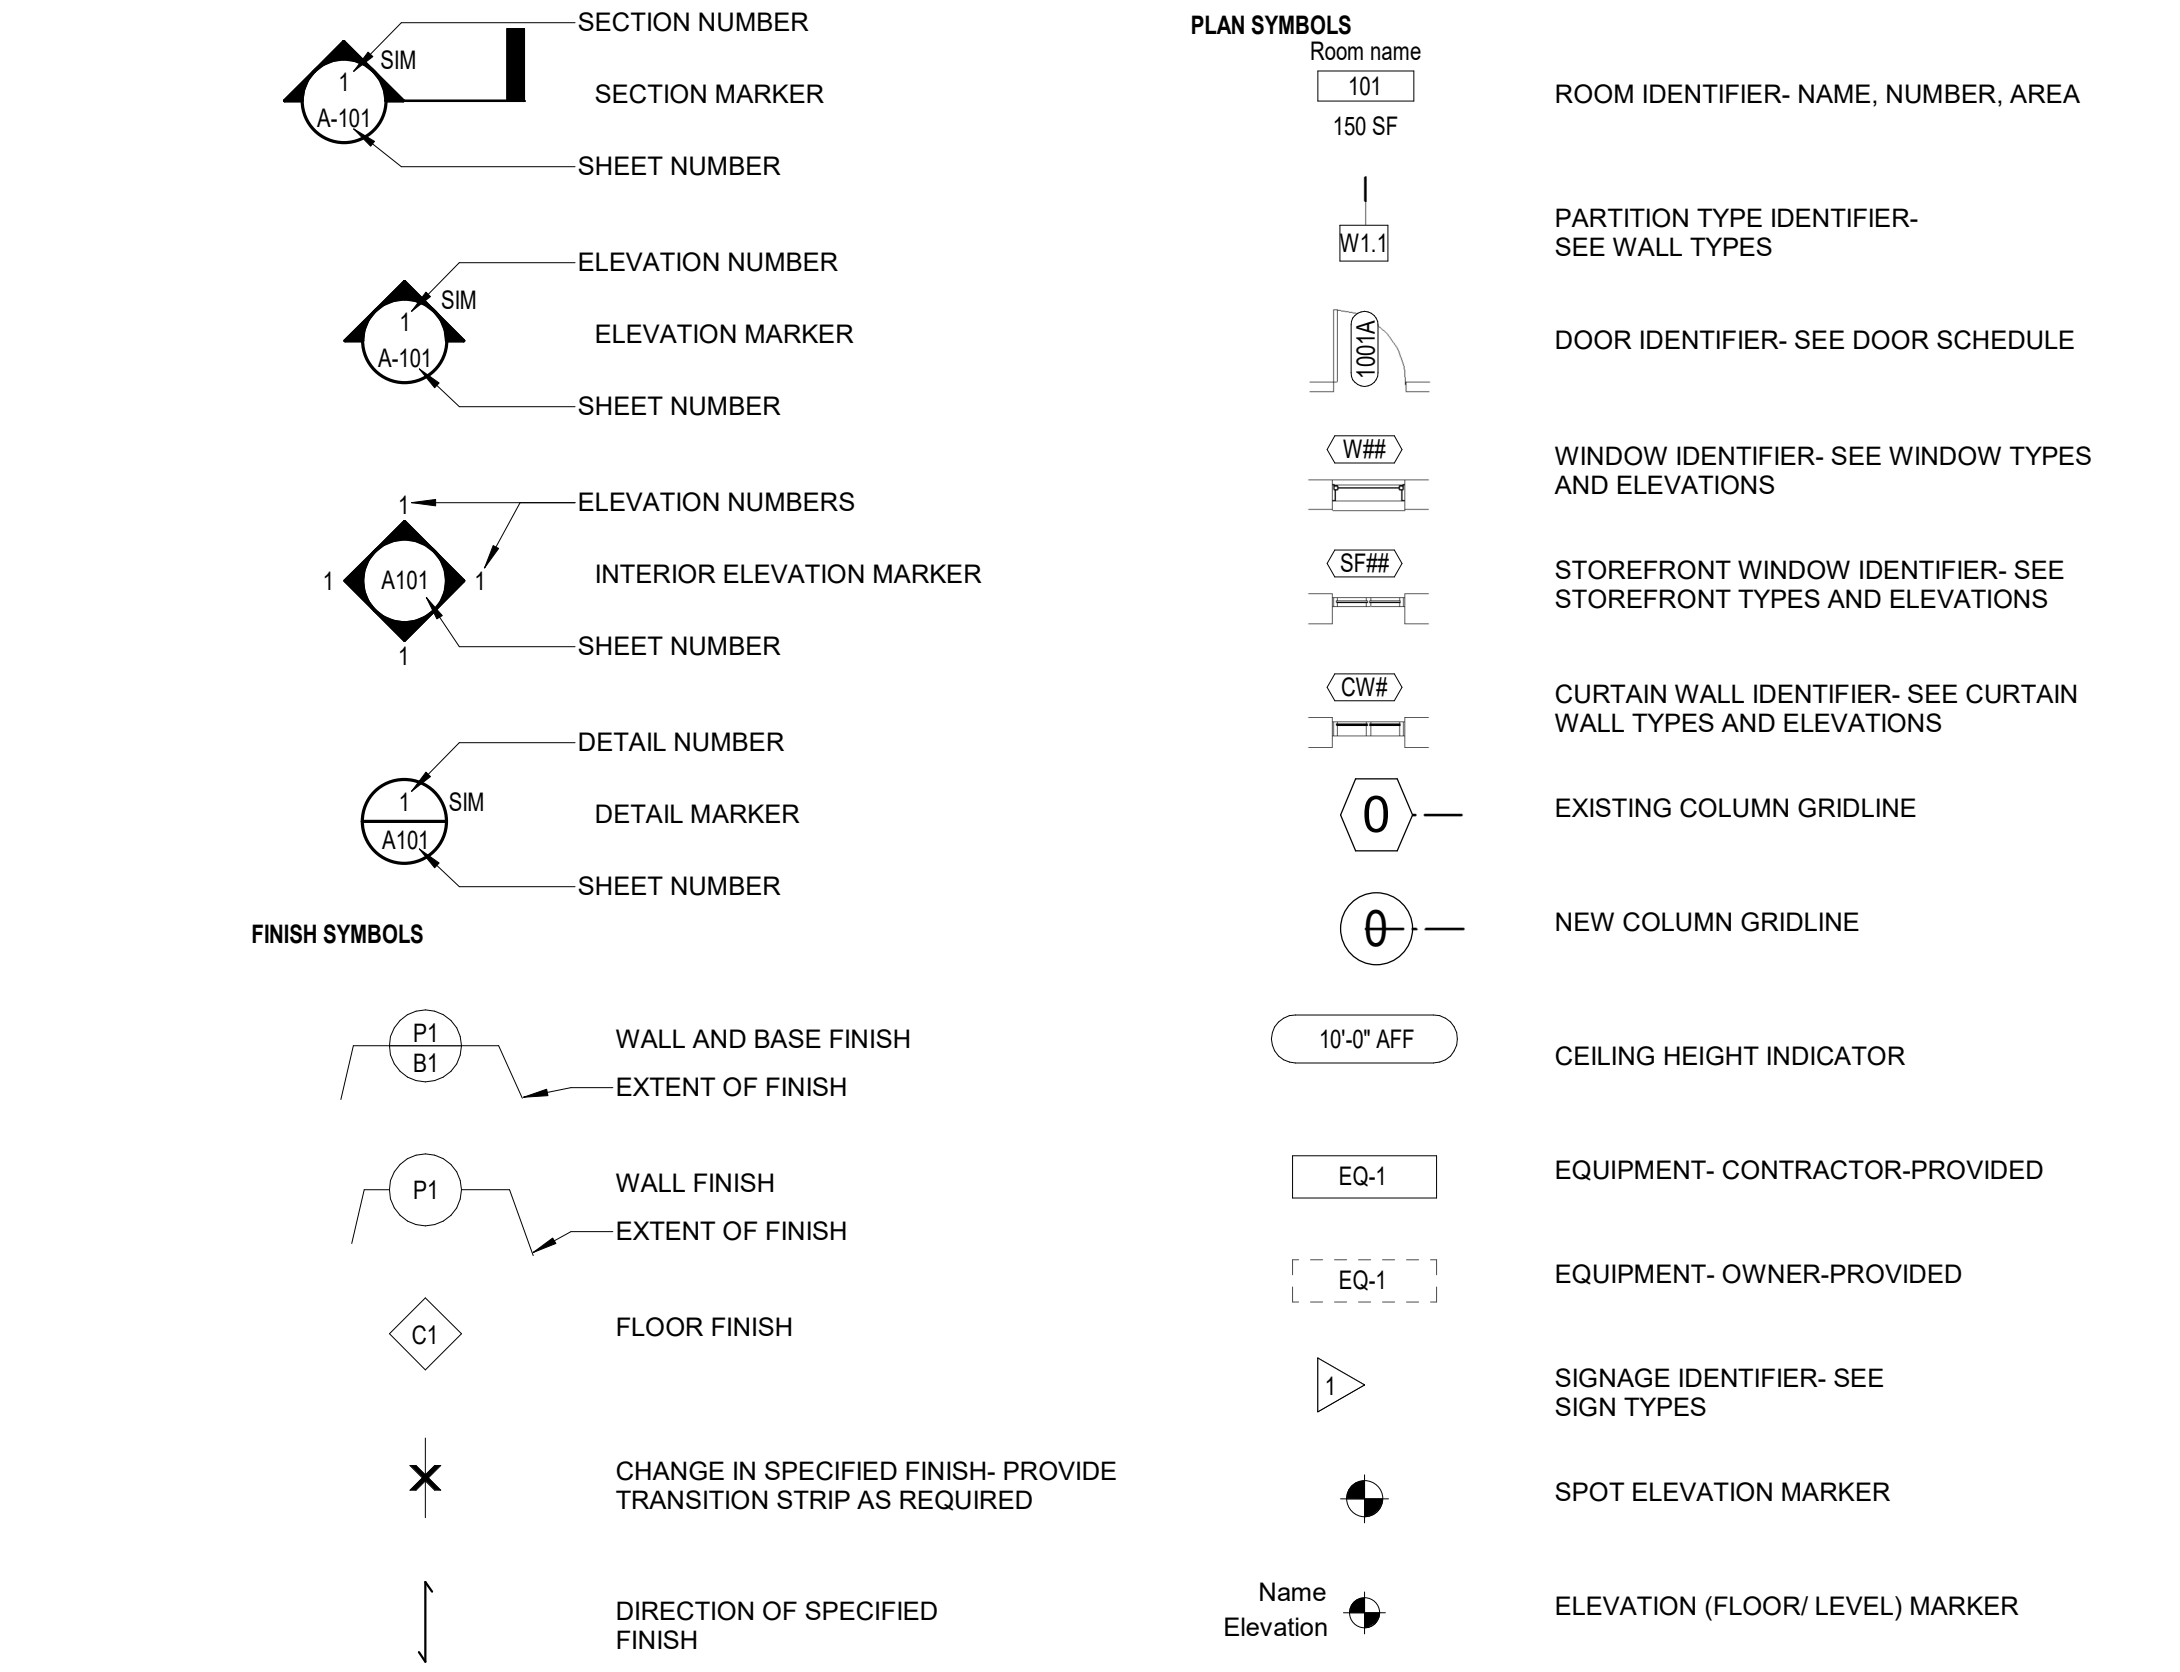 SECTION NUMBER
SIM
1
SECTION MARKER
A-101
SHEET NUMBER
ELEVATION NUMBER
SIM
1
ELEVATION MARKER
A-101
SHEET NUMBER
1
ELEVATION NUMBERS
1
A101
1
INTERIOR ELEVATION MARKER
SHEET NUMBER
1
DETAIL NUMBER
1
SIM
DETAIL MARKER
A101
SHEET NUMBER
FINISH SYMBOLS
P1
B1
WALL AND BASE FINISH
EXTENT OF FINISH
P1
WALL FINISH
EXTENT OF FINISH
C1
FLOOR FINISH
CHANGE IN SPECIFIED FINISH- PROVIDE
TRANSITION STRIP AS REQUIRED
DIRECTION OF SPECIFIED
FINISH
PLAN SYMBOLS
Room name
101
150 SF
ROOM IDENTIFIER- NAME, NUMBER, AREA
W1.1
PARTITION TYPE IDENTIFIER-
SEE WALL TYPES
1001A
DOOR IDENTIFIER- SEE DOOR SCHEDULE
W##
WINDOW IDENTIFIER- SEE WINDOW TYPES
AND ELEVATIONS
SF##
STOREFRONT WINDOW IDENTIFIER- SEE
STOREFRONT TYPES AND ELEVATIONS
CW#
CURTAIN WALL IDENTIFIER- SEE CURTAIN
WALL TYPES AND ELEVATIONS
0
EXISTING COLUMN GRIDLINE
0
NEW COLUMN GRIDLINE
10'-0" AFF
CEILING HEIGHT INDICATOR
EQ-1
EQUIPMENT- CONTRACTOR-PROVIDED
EQ-1
EQUIPMENT- OWNER-PROVIDED
1
SIGNAGE IDENTIFIER- SEE
SIGN TYPES
SPOT ELEVATION MARKER
Name
Elevation
ELEVATION (FLOOR/ LEVEL) MARKER